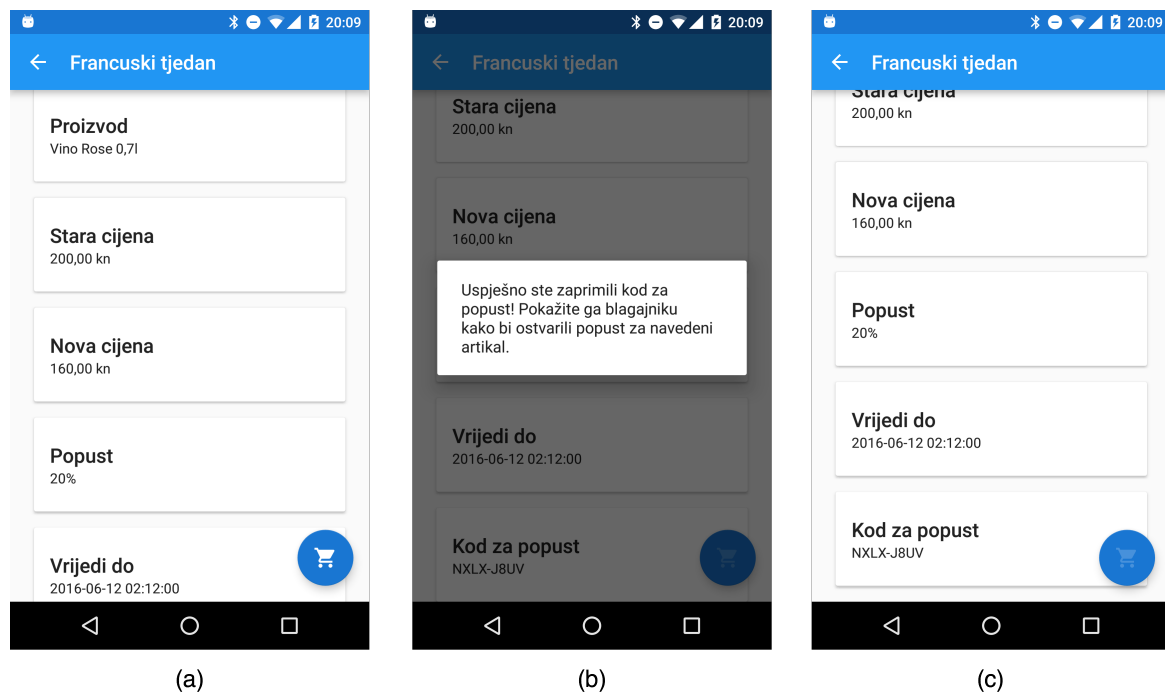 20:09
Francuski tjedan
Proizvod
Vino Rose 0,7l
Stara cijena
200,00 kn
Nova cijena
160,00 kn
Popust
20%
Vrijedi do
2016-06-12 02:12:00
(a)
20:09
Francuski tjedan
Stara cijena
200,00 kn
Nova cijena
160,00 kn
Uspješno ste zaprimili kod za
popust! Pokažite ga blagajniku
kako bi ostvarili popust za navedeni
artikal.
Vrijedi do
2016-06-12 02:12:00
Kod za popust
NXLX-J8UV
(b)
20:09
Francuski tjedan
Stara cijena
200,00 kn
Nova cijena
160,00 kn
Popust
20%
Vrijedi do
2016-06-12 02:12:00
Kod za popust
NXLX-J8UV
(c)